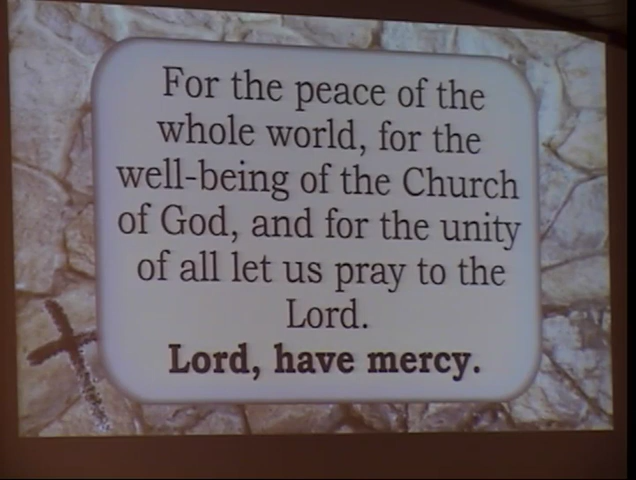 For the peace of the
whole world, for the
well-being of the Church
of God, and for the unity
of all let us pray to the
Lord.
Lord, have mercy.